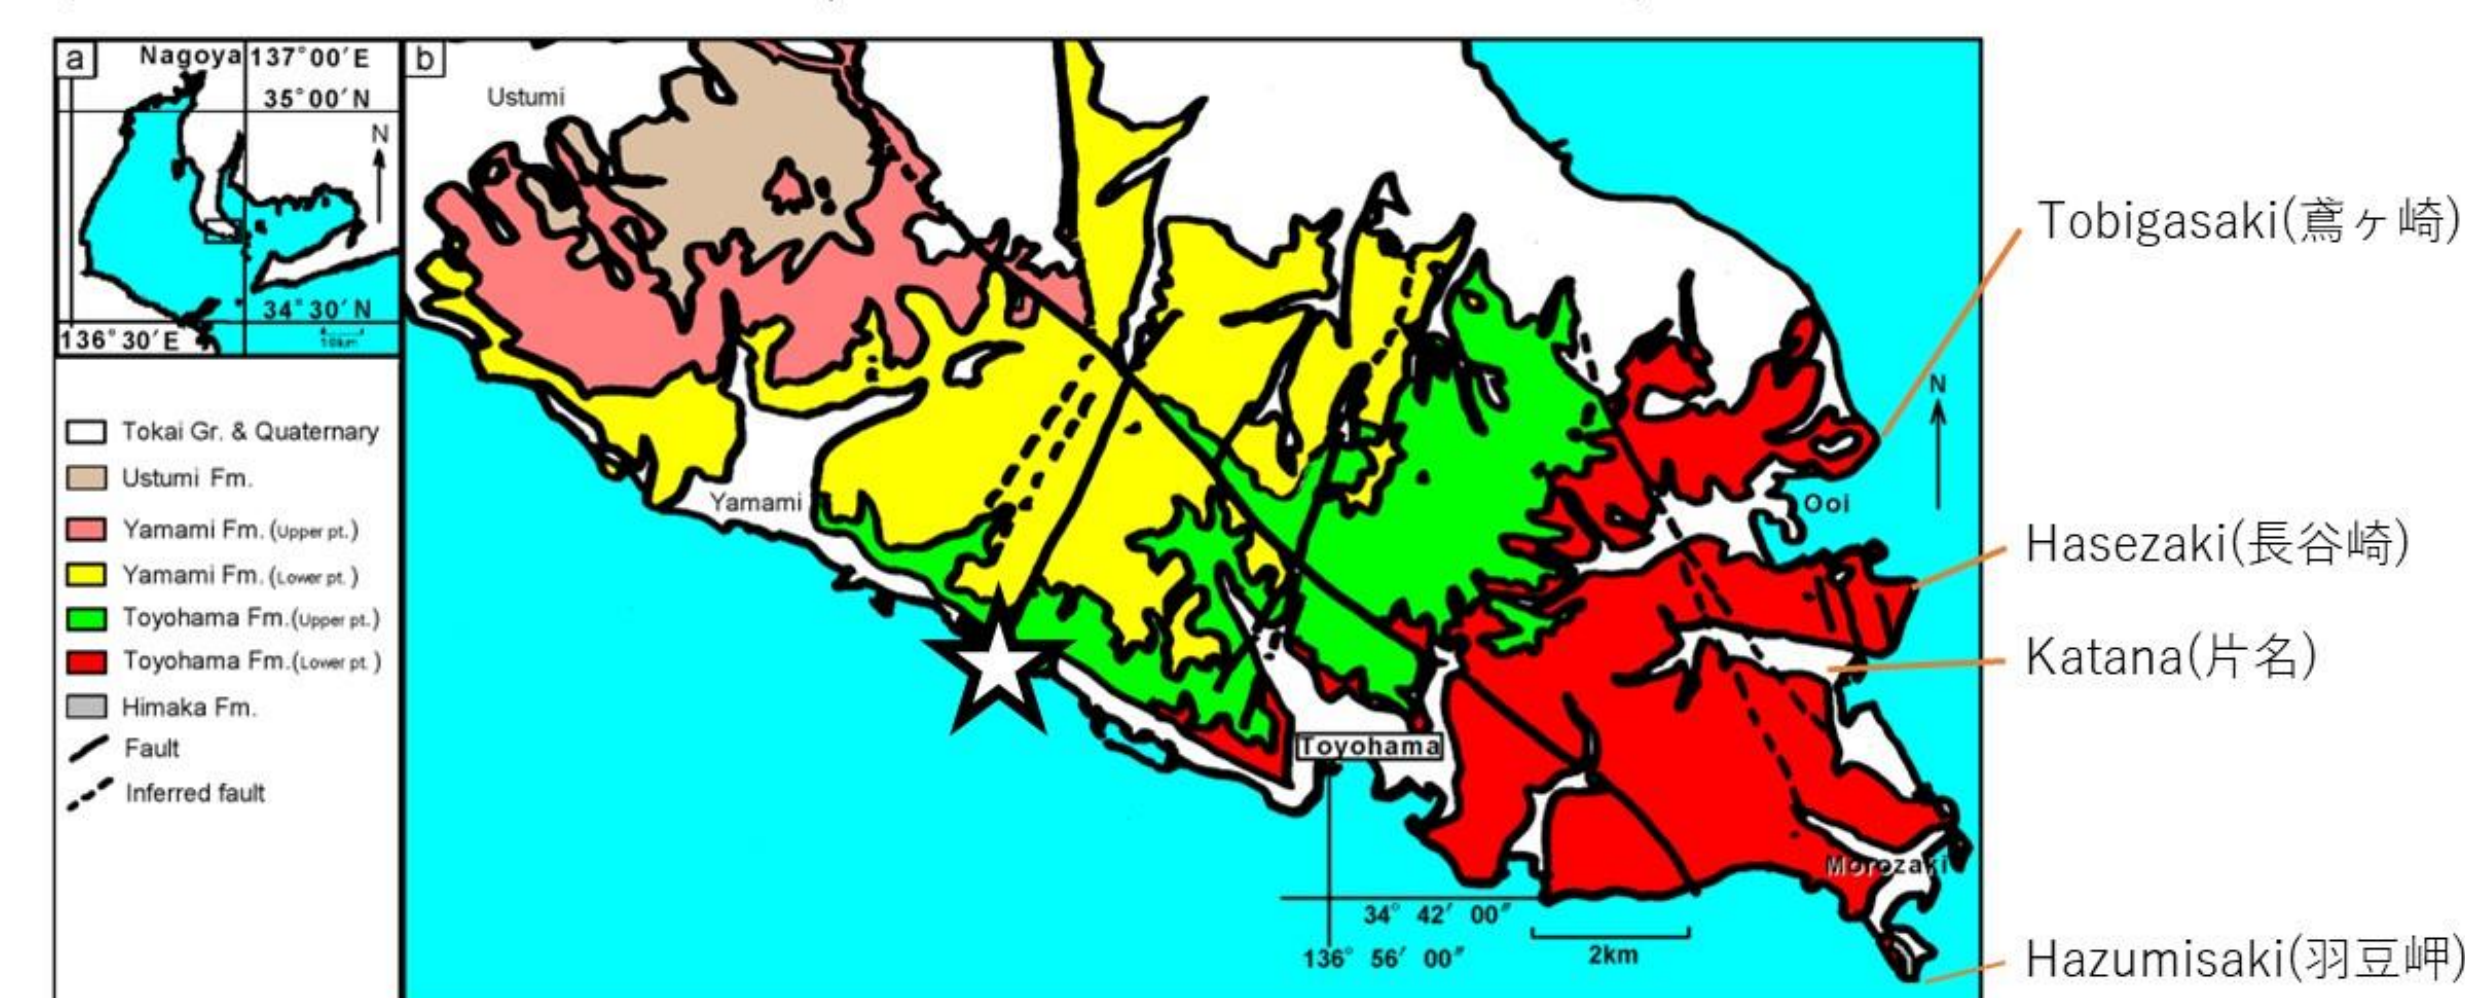 a
Nagoya
137°00′E
35°00′N
N
34°30′N
136°30′E
10km
b
Ustumi
Yamami
N
Ooi
Toyohama
Morozaki
34° 42′ 00″
136° 56′ 00″
2km
Tokai Gr. & Quaternary
Ustumi Fm.
Yamami Fm. (Upper pt.)
Yamami Fm. (Lower pt.)
Toyohama Fm.(Upper pt.)
Toyohama Fm.(Lower pt.)
Himaka Fm.
Fault
Inferred fault
Tobigasaki(鳶ヶ崎)
Hasezaki(長谷崎)
Katana(片名)
Hazumisaki(羽豆岬)